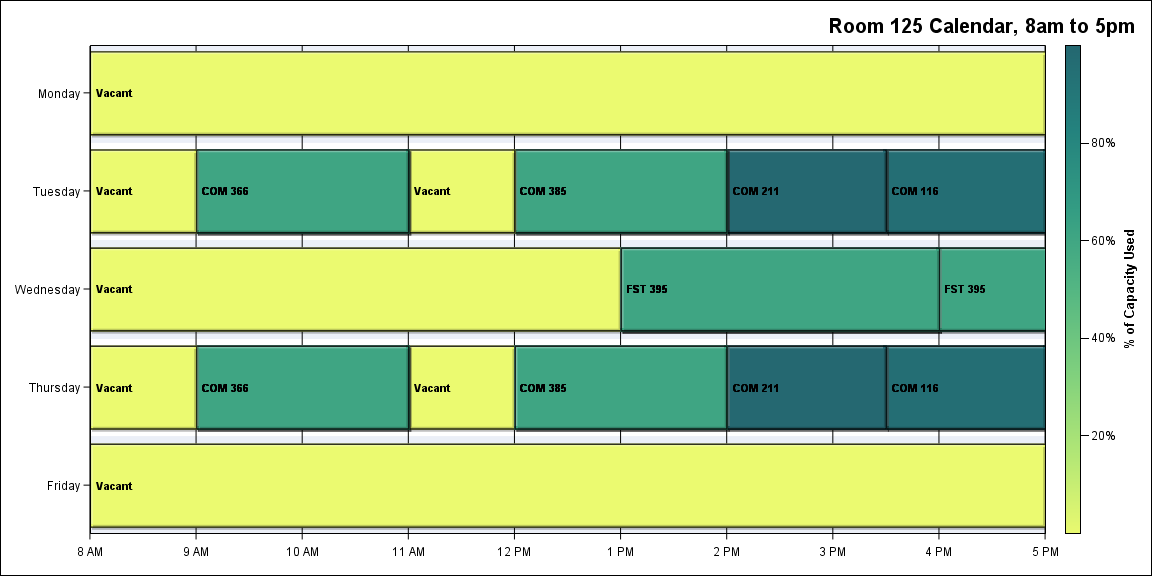 Room 125 Calendar, 8am to 5pm
Monday
Vacant
Tuesday
Vacant
COM 366
Vacant
COM 385
COM 211
COM 116
Wednesday
Vacant
FST 395
FST 395
Thursday
Vacant
COM 366
Vacant
COM 385
COM 211
COM 116
Friday
Vacant
8 AM
9 AM
10 AM
11 AM
12 PM
1 PM
2 PM
3 PM
4 PM
5 PM
80%
60%
40%
20%
% of Capacity Used